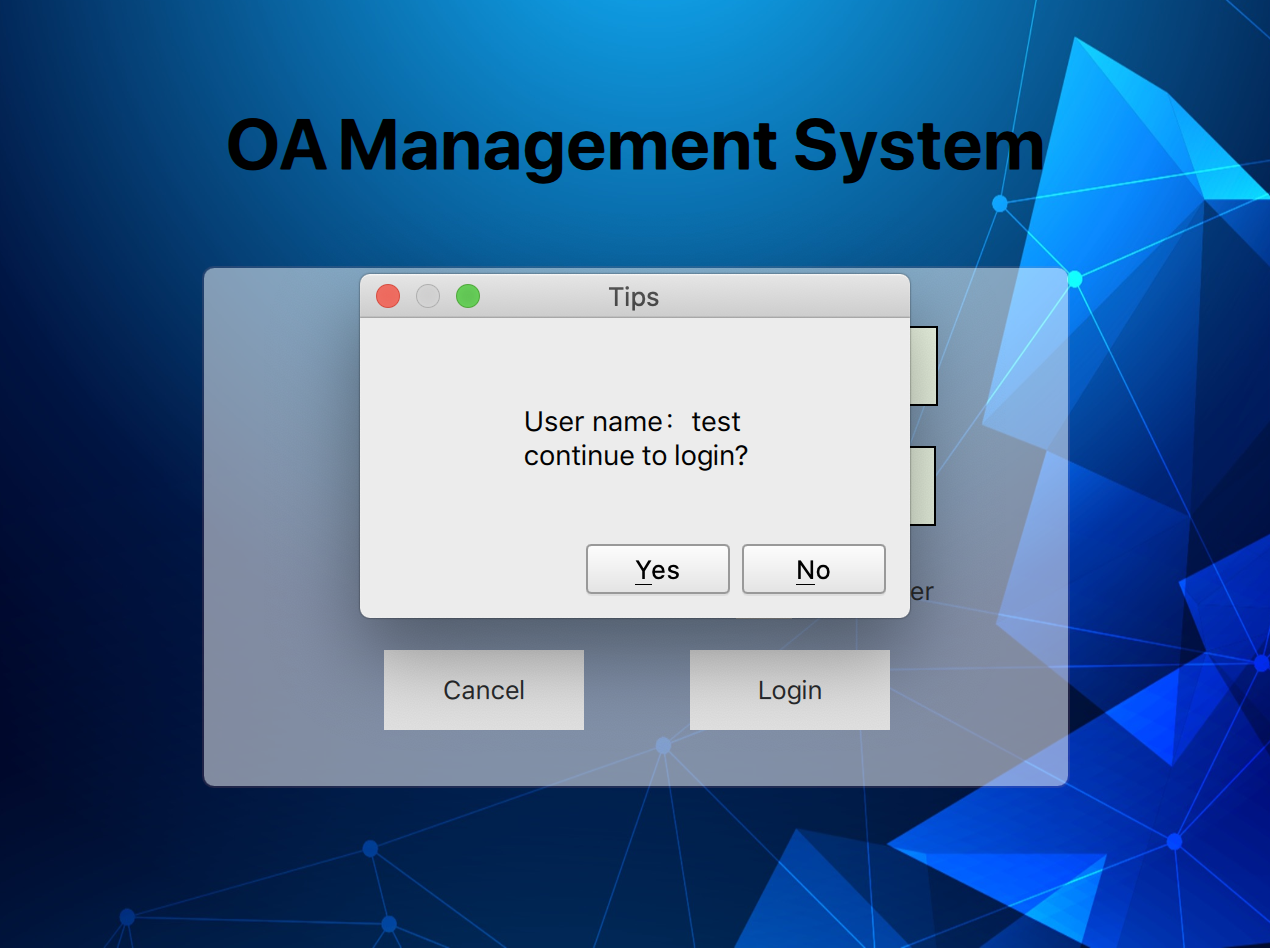 OA Management System
Tips
User name：test
continue to login?
Yes
No
er
Cancel
Login